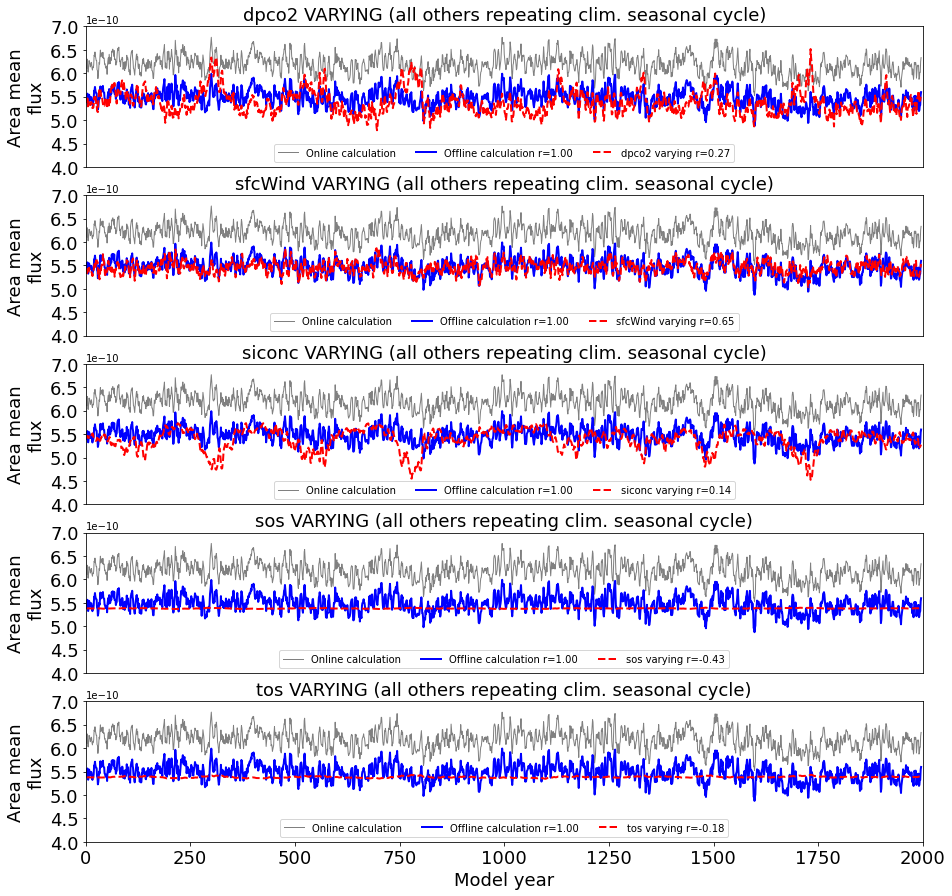 dpco2 VARYING (all others repeating clim. seasonal cycle)
1e−10
7.0
6.5
6.0
5.5
5.0
4.5
4.0
Area mean
flux
Online calculation
Offline calculation r=1.00
dpco2 varying r=0.27
sfcWind VARYING (all others repeating clim. seasonal cycle)
1e−10
7.0
6.5
6.0
5.5
5.0
4.5
4.0
Area mean
flux
Online calculation
Offline calculation r=1.00
sfcWind varying r=0.65
siconc VARYING (all others repeating clim. seasonal cycle)
1e−10
7.0
6.5
6.0
5.5
5.0
4.5
4.0
Area mean
flux
Online calculation
Offline calculation r=1.00
siconc varying r=0.14
sos VARYING (all others repeating clim. seasonal cycle)
1e−10
7.0
6.5
6.0
5.5
5.0
4.5
4.0
Area mean
flux
Online calculation
Offline calculation r=1.00
sos varying r=-0.43
tos VARYING (all others repeating clim. seasonal cycle)
1e−10
7.0
6.5
6.0
5.5
5.0
4.5
4.0
Area mean
flux
Online calculation
Offline calculation r=1.00
tos varying r=-0.18
0 250 500 750 1000 1250 1500 1750 2000
Model year